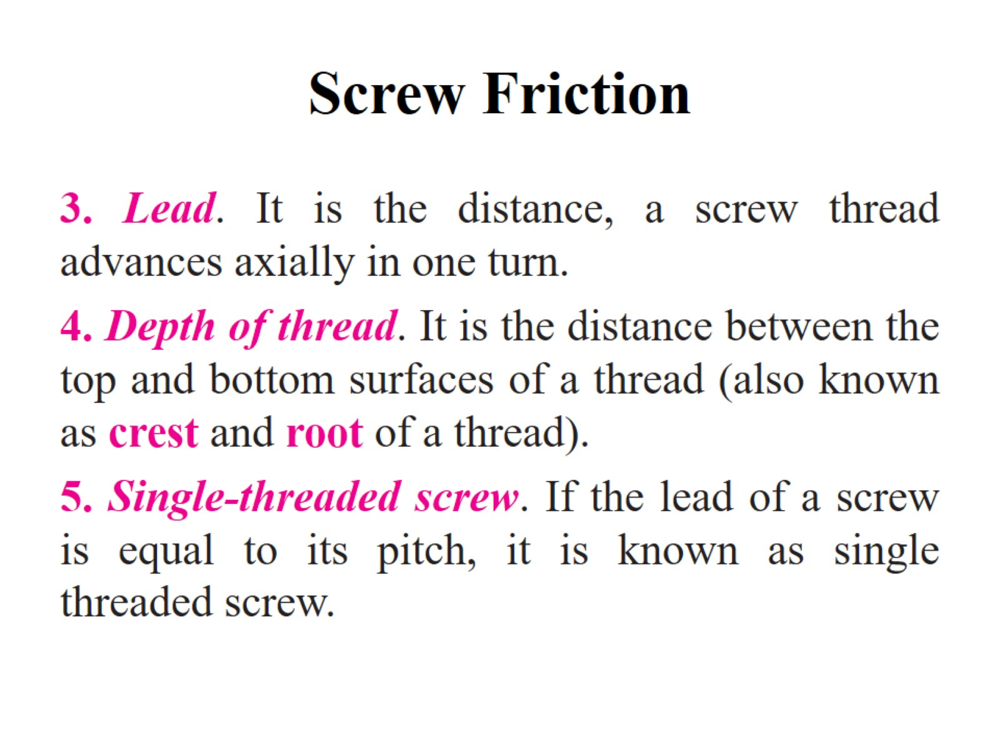 Screw Friction
3. Lead. It is the distance, a screw thread
advances axially in one turn.
4. Depth of thread. It is the distance between the
top and bottom surfaces of a thread (also known
as crest and root of a thread).
5. Single-threaded screw. If the lead of a screw
is equal to its pitch, it is known as single
threaded screw.